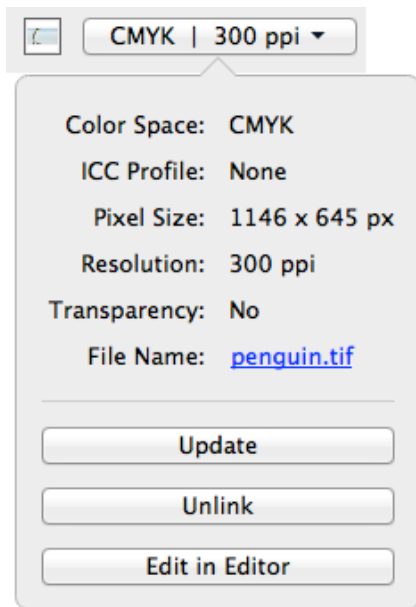 CMYK | 300 ppi
Color Space: CMYK
ICC Profile: None
Pixel Size: 1146 x 645 px
Resolution: 300 ppi
Transparency: No
File Name: penguin.tif
Update
Unlink
Edit in Editor